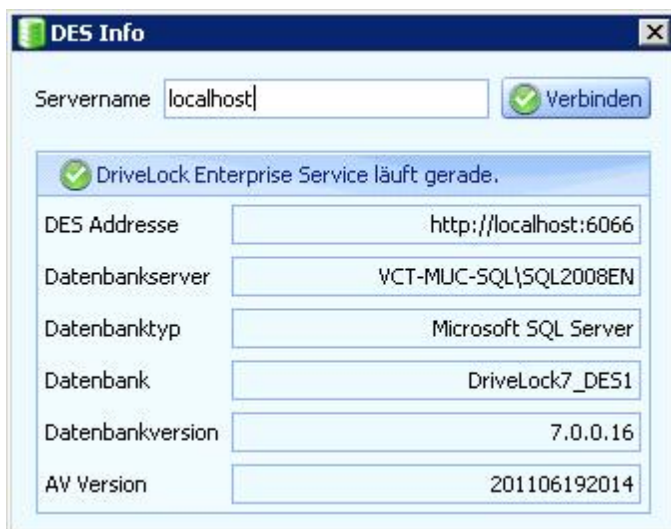 DES Info
Servername localhost Verbinden
DriveLock Enterprise Service läuft gerade.
DES Addresse http://localhost:6066
Datenbankserver VCT-MUC-SQL\SQL2008EN
Datenbanktyp Microsoft SQL Server
Datenbank DriveLock7_DES1
Datenbankversion 7.0.0.16
AV Version 201106192014